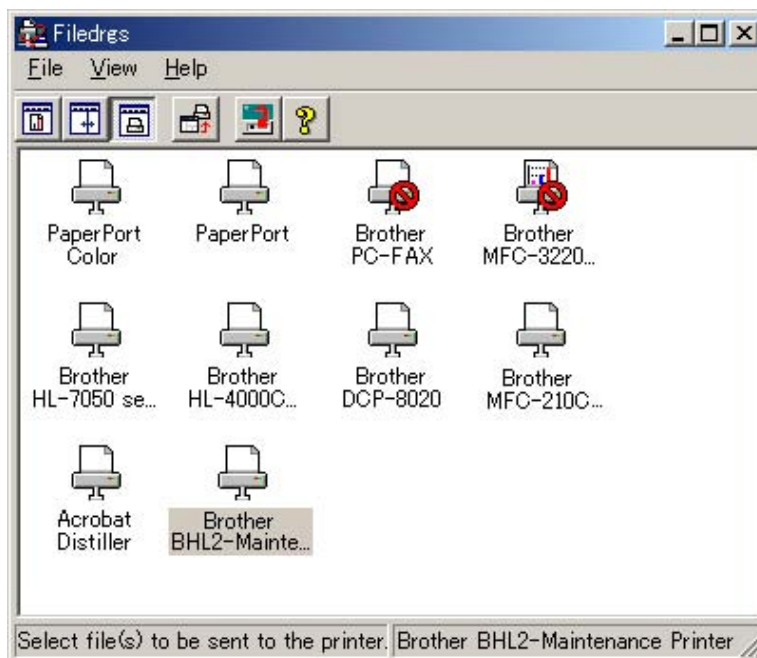 Filedrgs
File View Help
PaperPort Color
PaperPort
Brother PC-FAX
Brother MFC-3220...
Brother HL-7050 se...
Brother HL-4000C...
Brother DCP-8020
Brother MFC-210C...
Acrobat Distiller
Brother BHL2-Mainte...
Select file(s) to be sent to the printer. Brother BHL2-Maintenance Printer